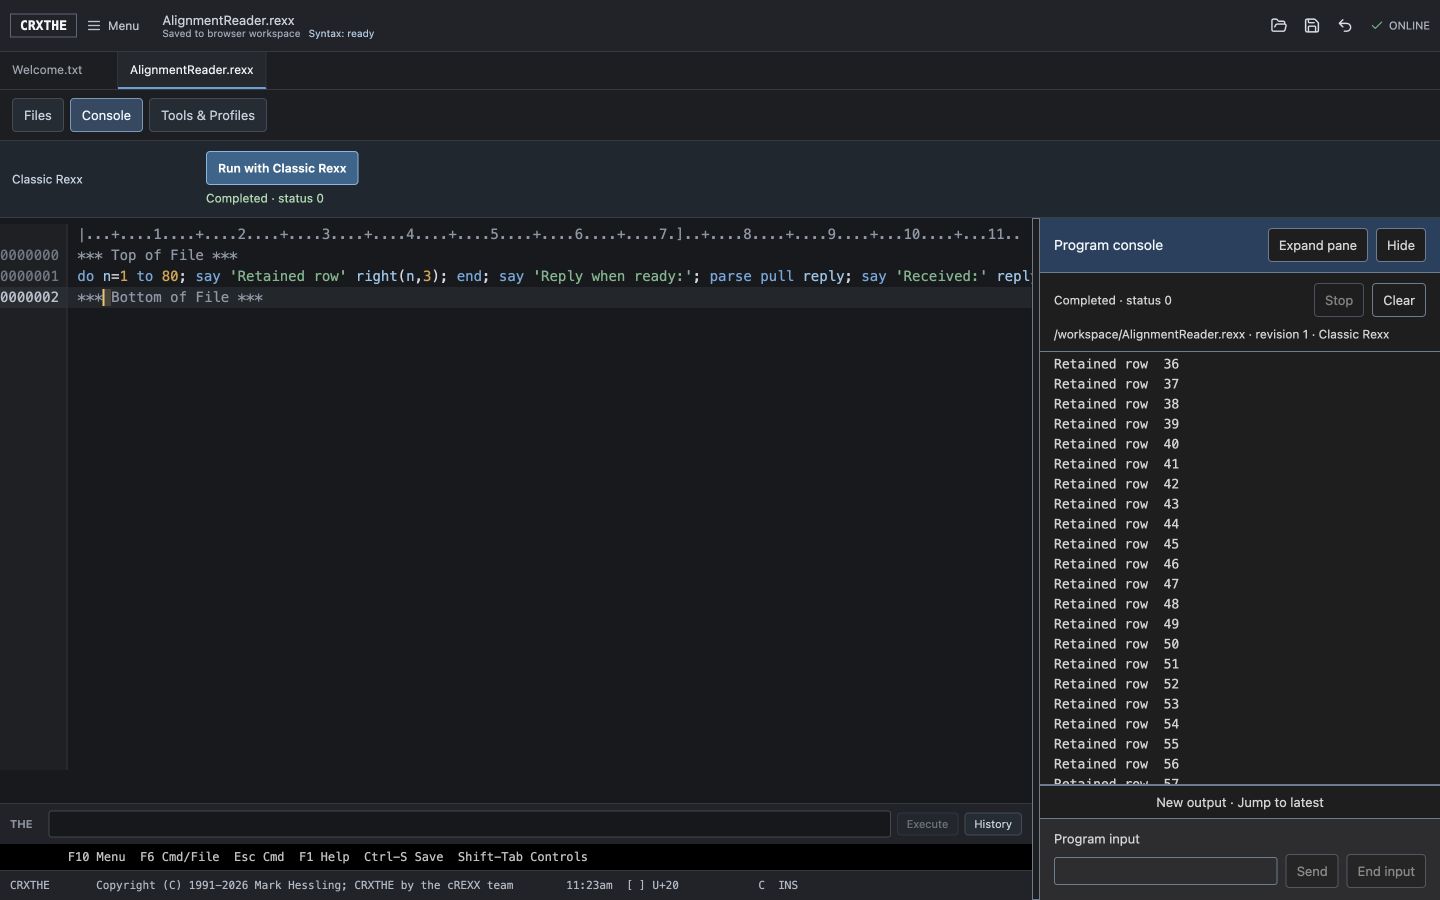 CRXTHE
Menu
AlignmentReader.rexx
Saved to browser workspace Syntax: ready
ONLINE
Welcome.txt
AlignmentReader.rexx
Files
Console
Tools & Profiles
Classic Rexx
Run with Classic Rexx
Completed · status 0
|...+....1....+....2....+....3....+....4....+....5....+....6....+....7.]..+....8....+....9....+...10....+...11..
0000000 *** Top of File ***
0000001 do n=1 to 80; say 'Retained row' right(n,3); end; say 'Reply when ready:'; parse pull reply; say 'Received:' repl
0000002 *** Bottom of File ***
Program console
Expand pane
Hide
Completed · status 0
Stop
Clear
/workspace/AlignmentReader.rexx · revision 1 · Classic Rexx
Retained row  36
Retained row  37
Retained row  38
Retained row  39
Retained row  40
Retained row  41
Retained row  42
Retained row  43
Retained row  44
Retained row  45
Retained row  46
Retained row  47
Retained row  48
Retained row  49
Retained row  50
Retained row  51
Retained row  52
Retained row  53
Retained row  54
Retained row  55
Retained row  56
Retained row  57
New output · Jump to latest
Program input
Send
End input
THE
Execute
History
F10 Menu  F6 Cmd/File  Esc Cmd  F1 Help  Ctrl-S Save  Shift-Tab Controls
CRXTHE Copyright (C) 1991-2026 Mark Hessling; CRXTHE by the cREXX team 11:23am [ ] U+20 C INS